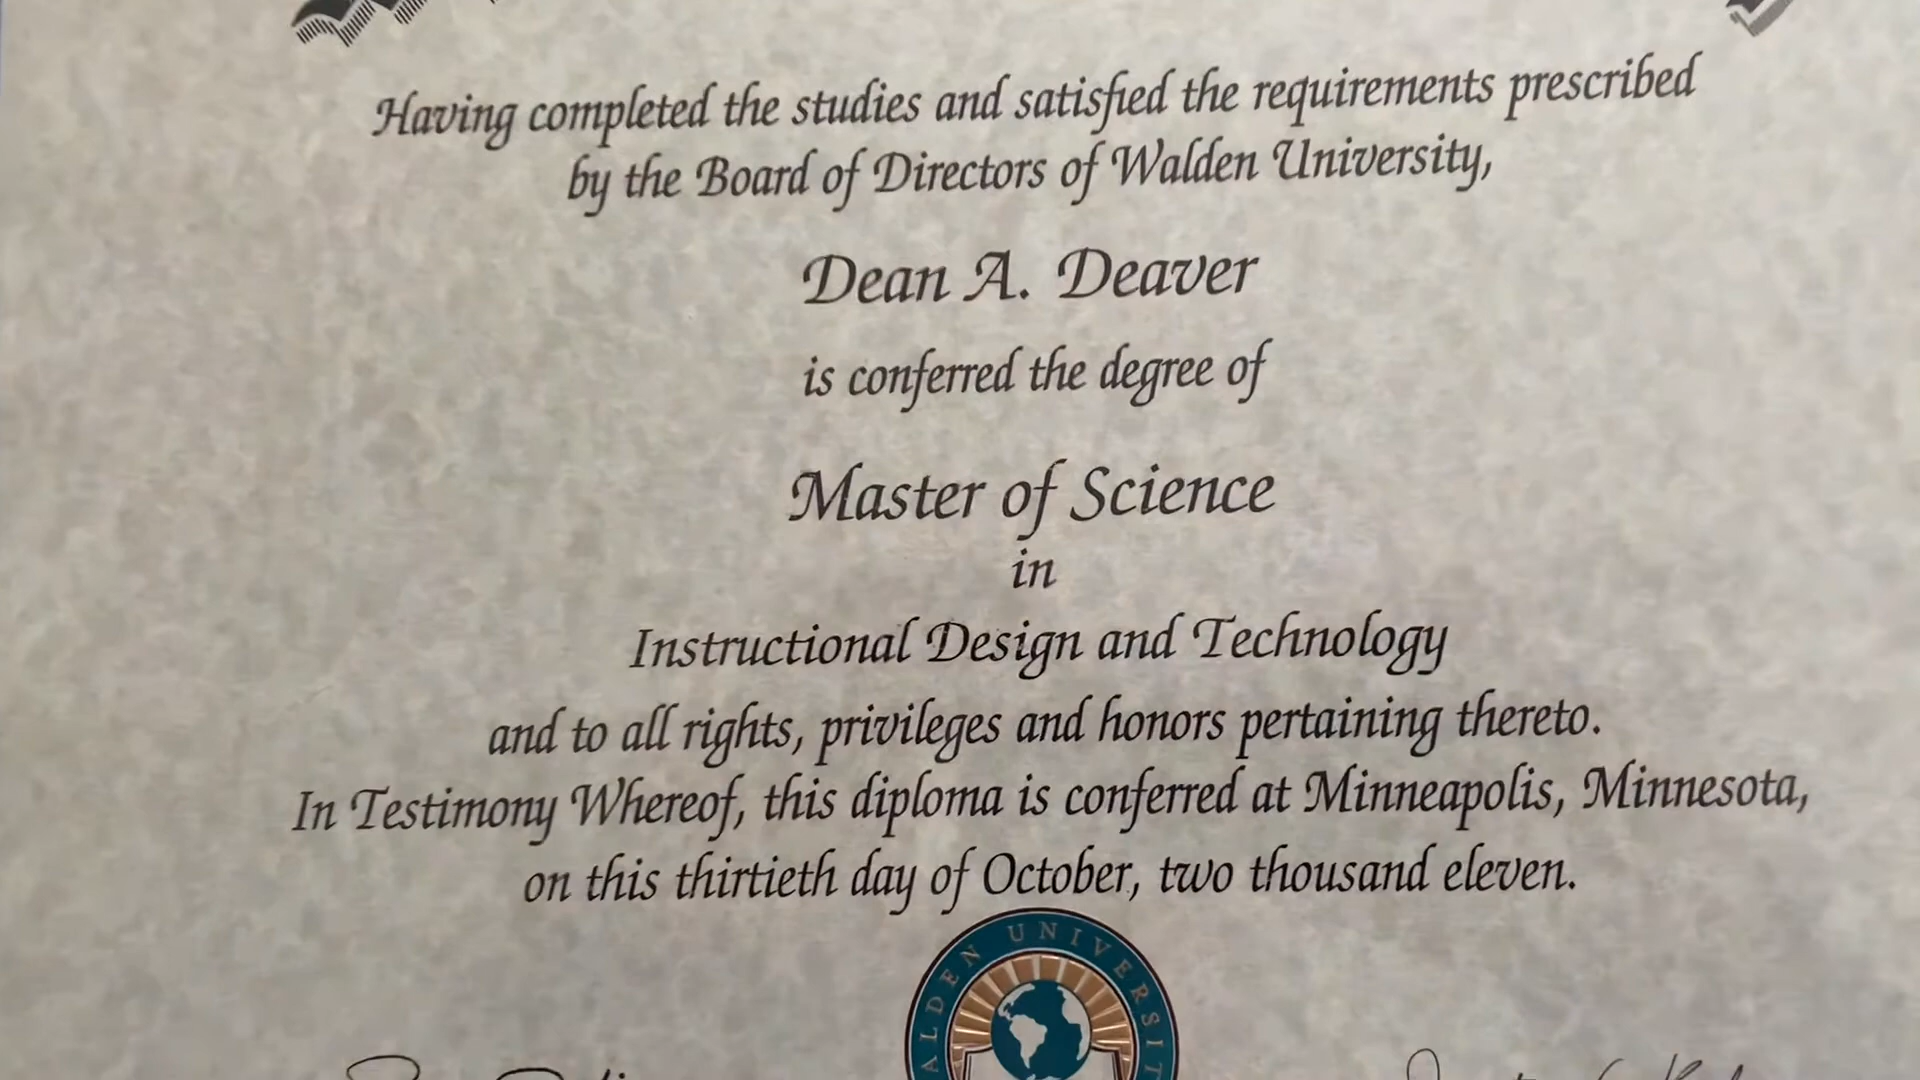 Having completed the studies and satisfied the requirements prescribed
by the Board of Directors of Walden University,
Dean A. Deaver
is conferred the degree of
Master of Science
in
Instructional Design and Technology
and to all rights, privileges and honors pertaining thereto.
In Testimony Whereof, this diploma is conferred at Minneapolis, Minnesota,
on this thirtieth day of October, two thousand eleven.
ALDEN UNIVERSIT